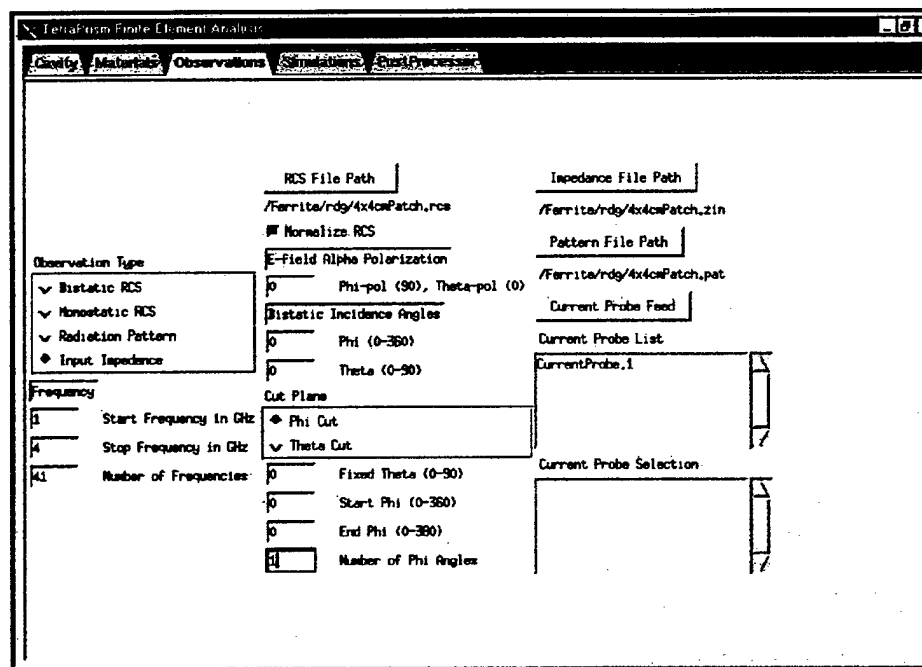 TetraPrism Finite Element Analysis
Cavity Materials Observations Simulations PostProcessor
RCS File Path
/Ferrite/rdg/4x4cmPatch.rcs
Normalize RCS
E-Field Alpha Polarization
0 Phi-pol (90), Theta-pol (0)
Bistatic Incidence Angles
0 Phi (0-360)
0 Theta (0-90)
Observation Type
Bistatic RCS
Monostatic RCS
Radiation Pattern
Input Impedance
Frequency
1 Start Frequency in GHz
4 Stop Frequency in GHz
41 Number of Frequencies
Cut Plane
Phi Cut
Theta Cut
0 Fixed Theta (0-90)
0 Start Phi (0-360)
0 End Phi (0-360)
1 Number of Phi Angles
Impedance File Path
/Ferrite/rdg/4x4cmPatch.zin
Pattern File Path
/Ferrite/rdg/4x4cmPatch.pat
Current Probe Feed
Current Probe List
CurrentProbe.1
Current Probe Selection